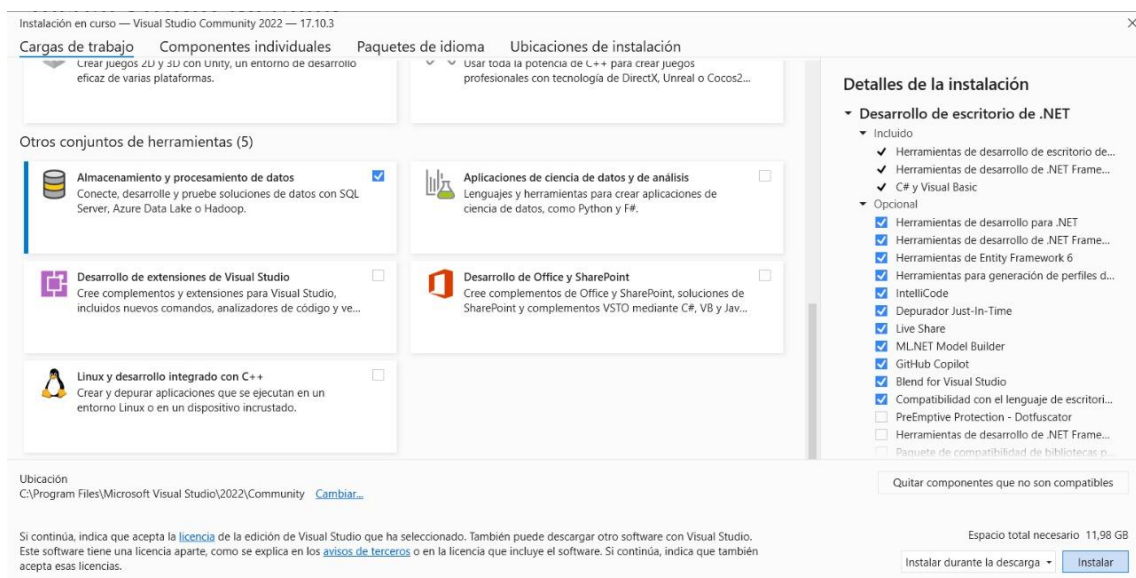 Instalación en curso — Visual Studio Community 2022 — 17.10.3
Cargas de trabajo Componentes individuales Paquetes de idioma Ubicaciones de instalación
Crear juegos 2D y 3D con Unity, un entorno de desarrollo
eficaz de varias plataformas.
Usar toda la potencia de C++ para crear juegos
profesionales con tecnología de DirectX, Unreal o Cocos2...
Otros conjuntos de herramientas (5)
Almacenamiento y procesamiento de datos
Conecte, desarrolle y pruebe soluciones de datos con SQL
Server, Azure Data Lake o Hadoop.
Aplicaciones de ciencia de datos y de análisis
Lenguajes y herramientas para crear aplicaciones de
ciencia de datos, como Python y F#.
Desarrollo de extensiones de Visual Studio
Cree complementos y extensiones para Visual Studio,
incluidos nuevos comandos, analizadores de código y ve...
Desarrollo de Office y SharePoint
Cree complementos de Office y SharePoint, soluciones de
SharePoint y complementos VSTO mediante C#, VB y Jav...
Linux y desarrollo integrado con C++
Crear y depurar aplicaciones que se ejecutan en un
entorno Linux o en un dispositivo incrustado.
Detalles de la instalación
Desarrollo de escritorio de .NET
Incluido
Herramientas de desarrollo de escritorio de...
Herramientas de desarrollo de .NET Frame...
C# y Visual Basic
Opcional
Herramientas de desarrollo para .NET
Herramientas de desarrollo de .NET Frame...
Herramientas de Entity Framework 6
Herramientas para generación de perfiles d...
IntelliCode
Depurador Just-In-Time
Live Share
ML.NET Model Builder
GitHub Copilot
Blend for Visual Studio
Compatibilidad con el lenguaje de escritori...
PreEmptive Protection - Dotfuscator
Herramientas de desarrollo de .NET Frame...
Paquete de compatibilidad de bibliotecas p...
Ubicación
C:\Program Files\Microsoft Visual Studio\2022\Community Cambiar...
Quitar componentes que no son compatibles
Si continúa, indica que acepta la licencia de la edición de Visual Studio que ha seleccionado. También puede descargar otro software con Visual Studio.
Este software tiene una licencia aparte, como se explica en los avisos de terceros o en la licencia que incluye el software. Si continúa, indica que también
acepta esas licencias.
Espacio total necesario 11,98 GB
Instalar durante la descarga
Instalar